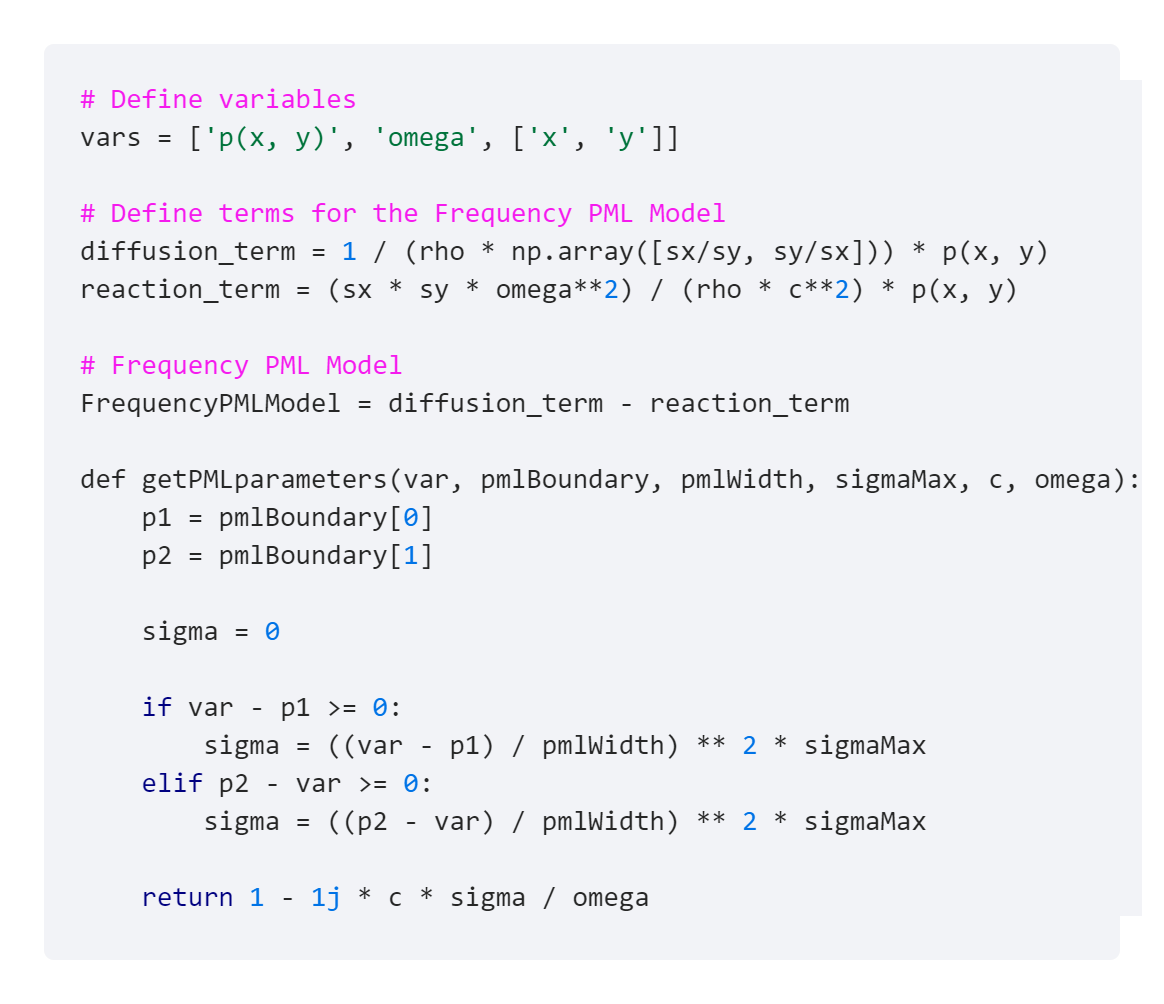 # Define variables
vars = ['p(x, y)', 'omega', ['x', 'y']]
# Define terms for the Frequency PML Model
diffusion_term = 1 / (rho * np.array([sx/sy, sy/sx])) * p(x, y)
reaction_term = (sx * sy * omega**2) / (rho * c**2) * p(x, y)
# Frequency PML Model
FrequencyPMLModel = diffusion_term - reaction_term
def getPMLparameters(var, pmlBoundary, pmlWidth, sigmaMax, c, omega):
    p1 = pmlBoundary[0]
    p2 = pmlBoundary[1]
    sigma = 0
    if var - p1 >= 0:
        sigma = ((var - p1) / pmlWidth) ** 2 * sigmaMax
    elif p2 - var >= 0:
        sigma = ((p2 - var) / pmlWidth) ** 2 * sigmaMax
    return 1 - 1j * c * sigma / omega